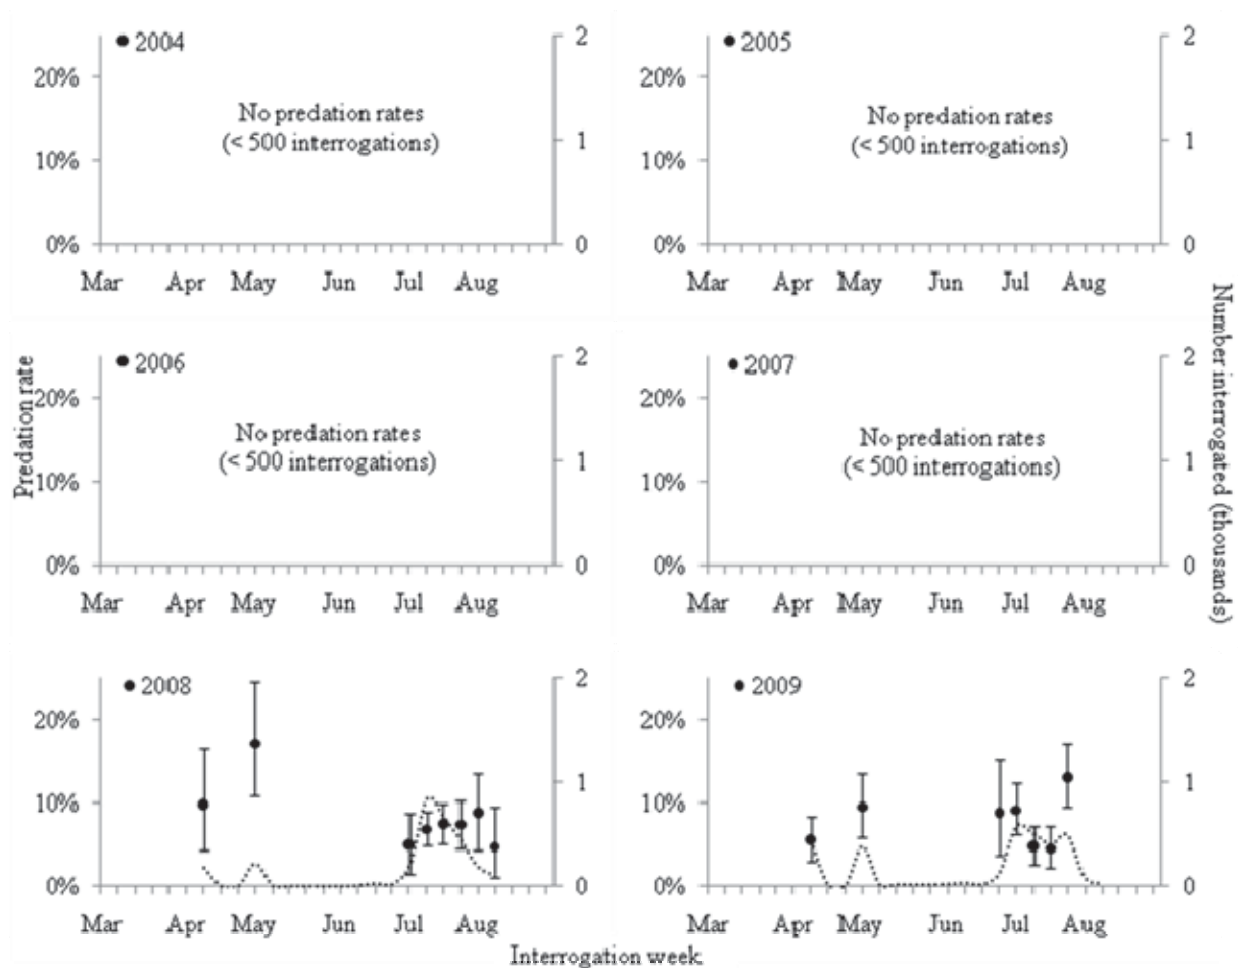 2004
2
20%
No predation rates
(< 500 interrogations)
1
10%
0%
0
Mar Apr May Jun Jul Aug
2005
2
20%
No predation rates
(< 500 interrogations)
1
10%
0%
0
Mar Apr May Jun Jul Aug
Predation rate
Number interrogated (thousands)
2006
2
20%
No predation rates
(< 500 interrogations)
1
10%
0%
0
Mar Apr May Jun Jul Aug
2007
2
20%
No predation rates
(< 500 interrogations)
1
10%
0%
0
Mar Apr May Jun Jul Aug
2008
2
20%
1
10%
0%
0
Mar Apr May Jun Jul Aug
2009
2
20%
1
10%
0%
0
Mar Apr May Jun Jul Aug
Interrogation week